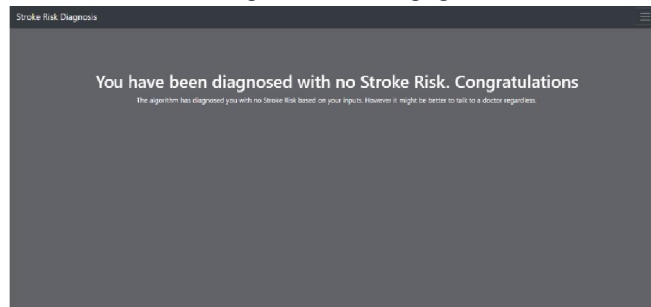 Stroke Risk Diagnosis
You have been diagnosed with no Stroke Risk. Congratulations
The algorithm has diagnosed you with no Stroke Risk based on your inputs. However it might be better to talk to a doctor regardless.